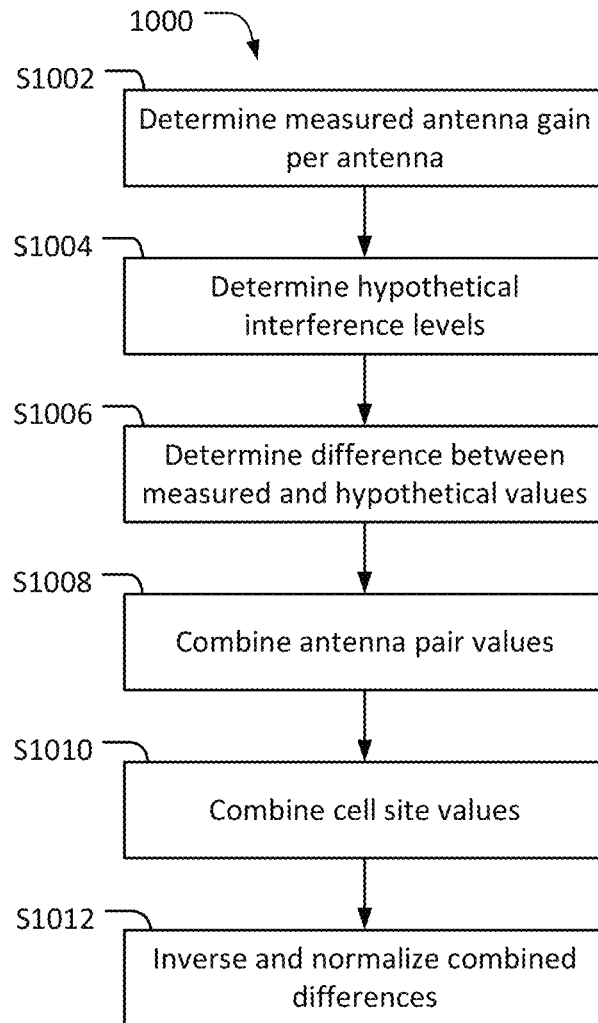 1000
S1002
Determine measured antenna gain
per antenna
S1004
Determine hypothetical
interference levels
S1006
Determine difference between
measured and hypothetical values
S1008
Combine antenna pair values
S1010
Combine cell site values
S1012
Inverse and normalize combined
differences